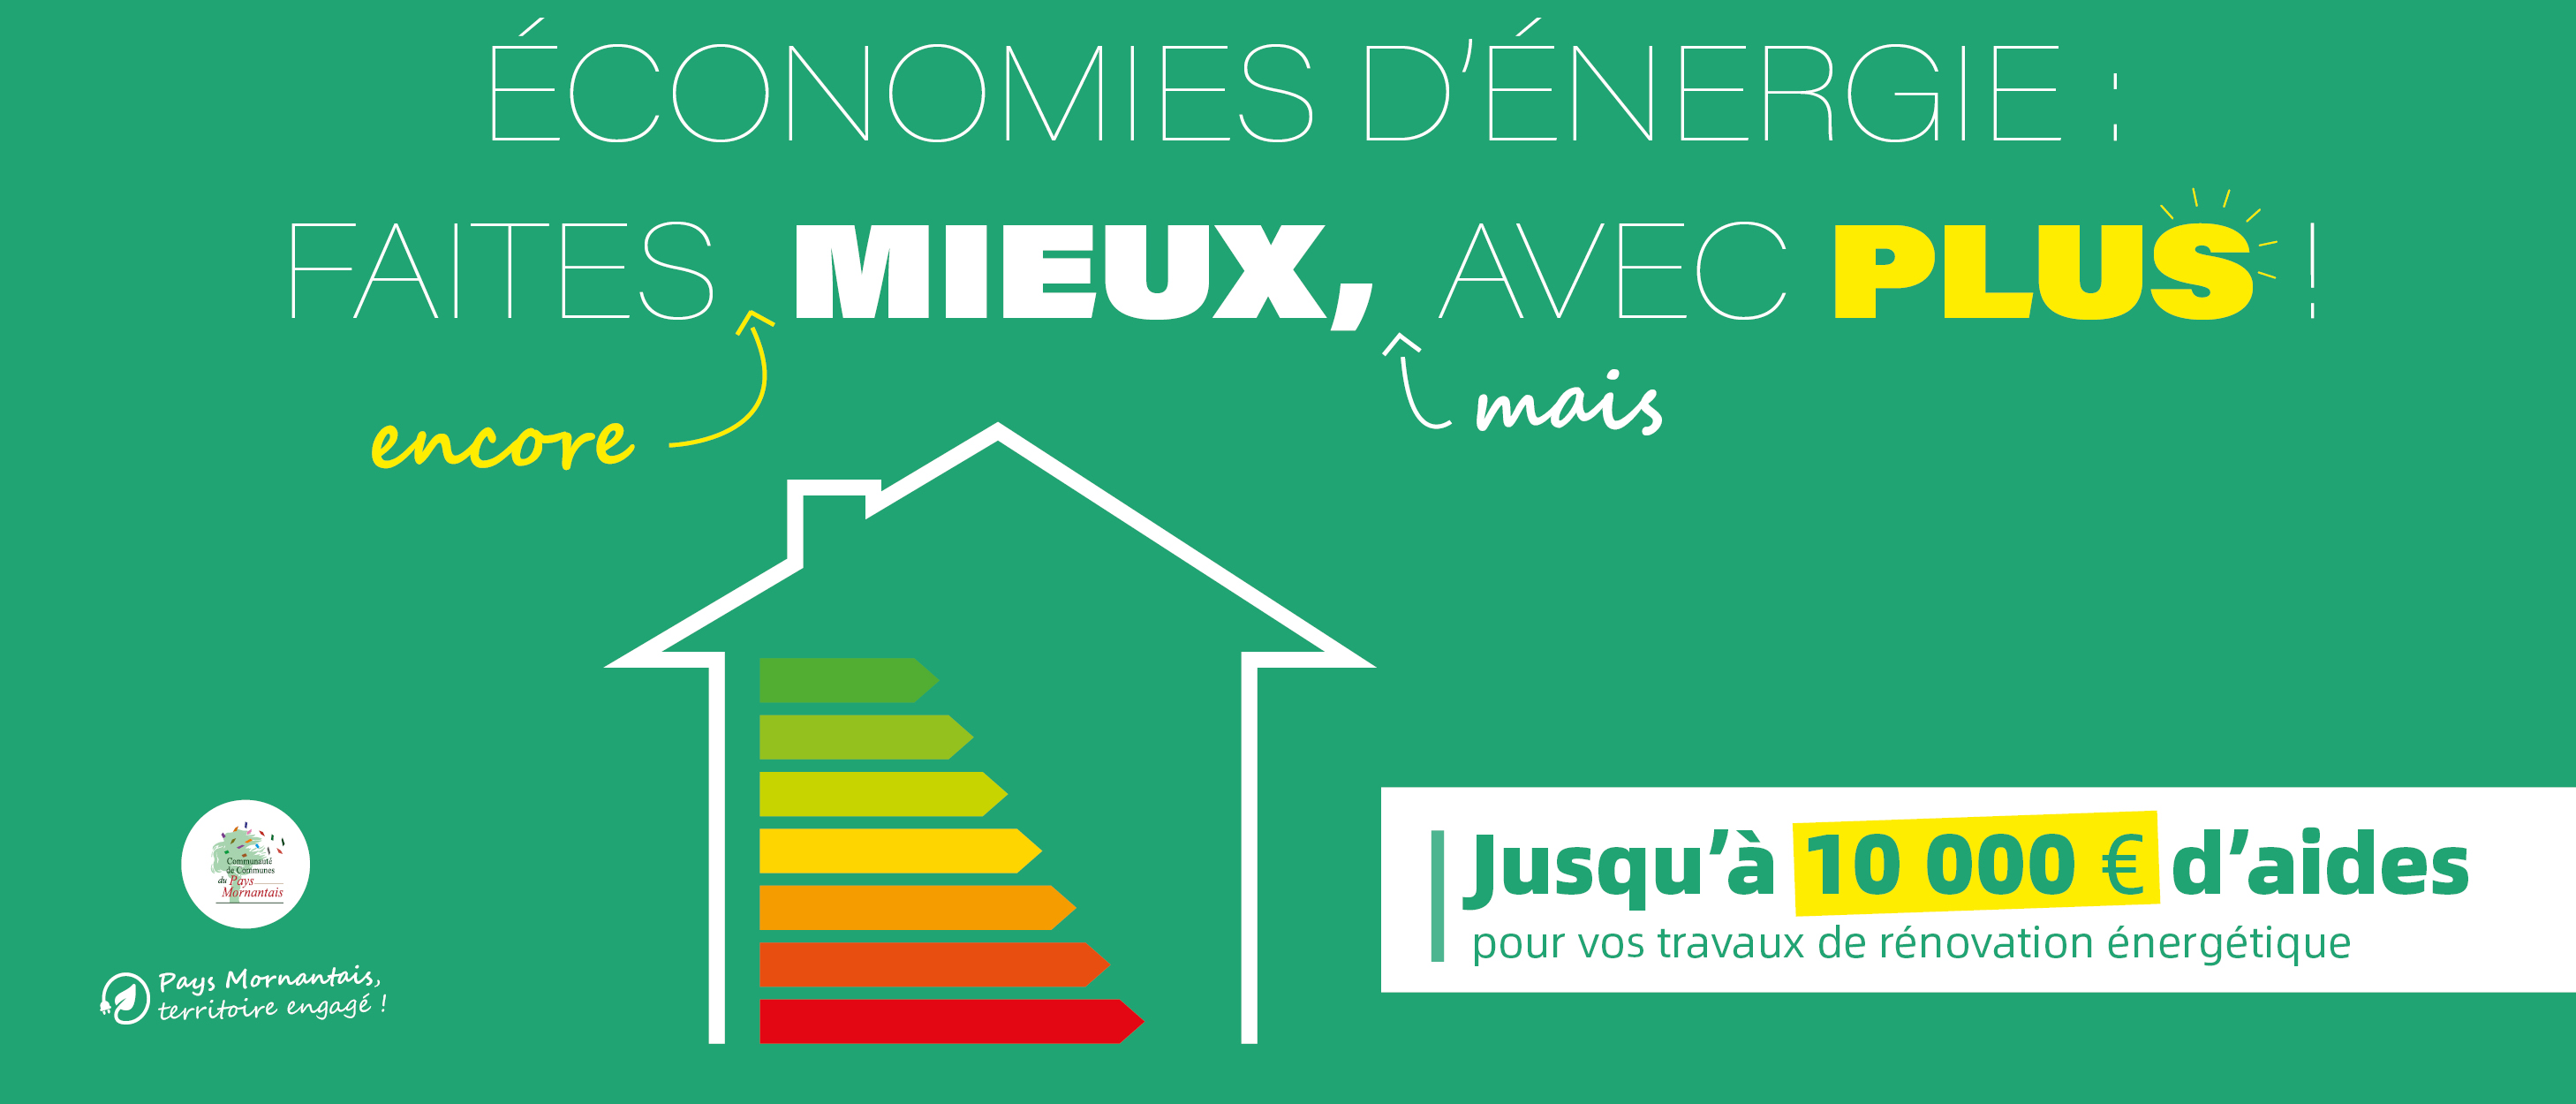 ÉCONOMIES D’ÉNERGIE :
FAITES MIEUX, AVEC PLUS !
encore
mais
Jusqu’à 10 000 € d’aides
pour vos travaux de rénovation énergétique
Communauté
de Communes
du Pays
Mornantais
Pays Mornantais,
territoire engagé !